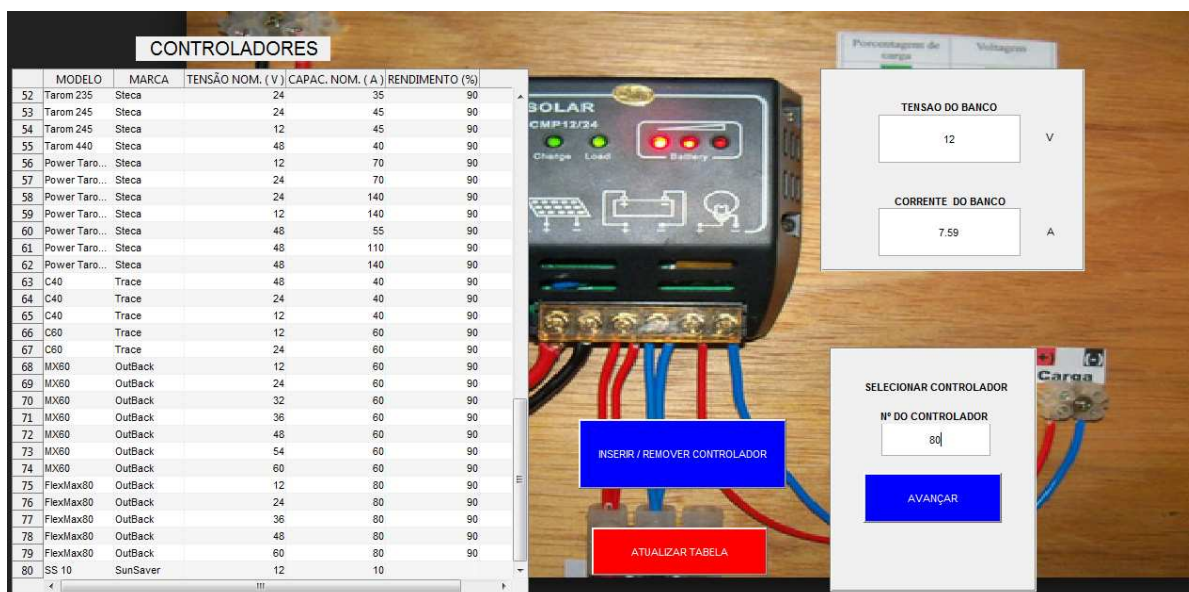 CONTROLADORES
MODELO MARCA TENSÃO NOM. ( V ) CAPAC. NOM. ( A ) RENDIMENTO (%)
52 Tarom 235 Steca 24 35 90
53 Tarom 245 Steca 24 45 90
54 Tarom 245 Steca 12 45 90
55 Tarom 440 Steca 48 40 90
56 Power Taro... Steca 12 70 90
57 Power Taro... Steca 24 70 90
58 Power Taro... Steca 24 140 90
59 Power Taro... Steca 12 140 90
60 Power Taro... Steca 48 55 90
61 Power Taro... Steca 48 110 90
62 Power Taro... Steca 48 140 90
63 C40 Trace 48 40 90
64 C40 Trace 24 40 90
65 C40 Trace 12 40 90
66 C60 Trace 12 60 90
67 C60 Trace 24 60 90
68 MX60 OutBack 12 60 90
69 MX60 OutBack 24 60 90
70 MX60 OutBack 32 60 90
71 MX60 OutBack 36 60 90
72 MX60 OutBack 48 60 90
73 MX60 OutBack 54 60 90
74 MX60 OutBack 60 60 90
75 FlexMax80 OutBack 12 80 90
76 FlexMax80 OutBack 24 80 90
77 FlexMax80 OutBack 36 80 90
78 FlexMax80 OutBack 48 80 90
79 FlexMax80 OutBack 60 80 90
80 SS 10 SunSaver 12 10
SOLAR
CMP12/24
Charge Load Battery
Porcentagem de carga
Voltagem
TENSAO DO BANCO
12 V
CORRENTE DO BANCO
7.59 A
(+) (-)
Carga
SELECIONAR CONTROLADOR
Nº DO CONTROLADOR
80
AVANÇAR
INSERIR / REMOVER CONTROLADOR
ATUALIZAR TABELA